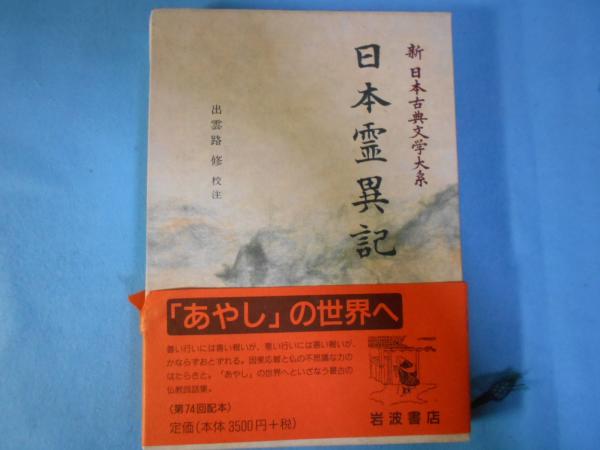 新 日本古典文学大系
日本霊異記
出雲路 修 校注
「あやし」の世界へ
善い行いには善い報いが、悪い行いには悪い報いが、
かならずおとずれる。因果応報と仏の不思議な力の
はたらきと。「あやし」の世界へといざなう最古の
仏教説話集。
〈第74回配本〉
定価(本体3500円+税)
岩波書店